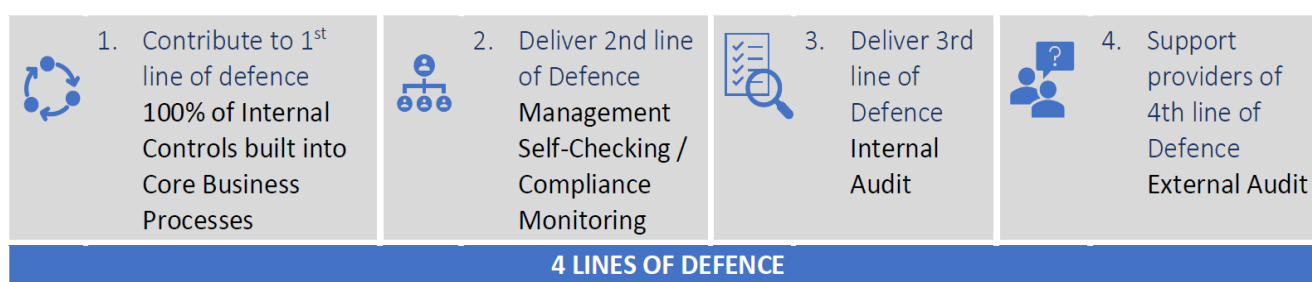 1. Contribute to 1st
line of defence
100% of Internal
Controls built into
Core Business
Processes
2. Deliver 2nd line
of Defence
Management
Self-Checking /
Compliance
Monitoring
3. Deliver 3rd
line of
Defence
Internal
Audit
?
4. Support
providers of
4th line of
Defence
External Audit
4 LINES OF DEFENCE